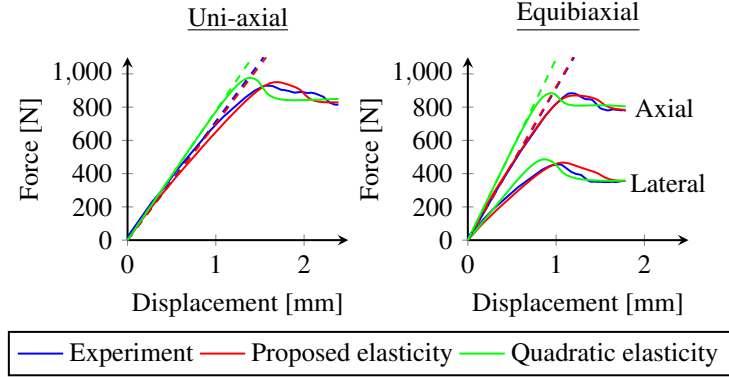 Uni-axial
Force [N]
1,000
800
600
400
200
0
0
1
2
Displacement [mm]
Equibiaxial
Force [N]
1,000
800
600
400
200
0
0
1
2
Displacement [mm]
Axial
Lateral
Experiment Proposed elasticity Quadratic elasticity